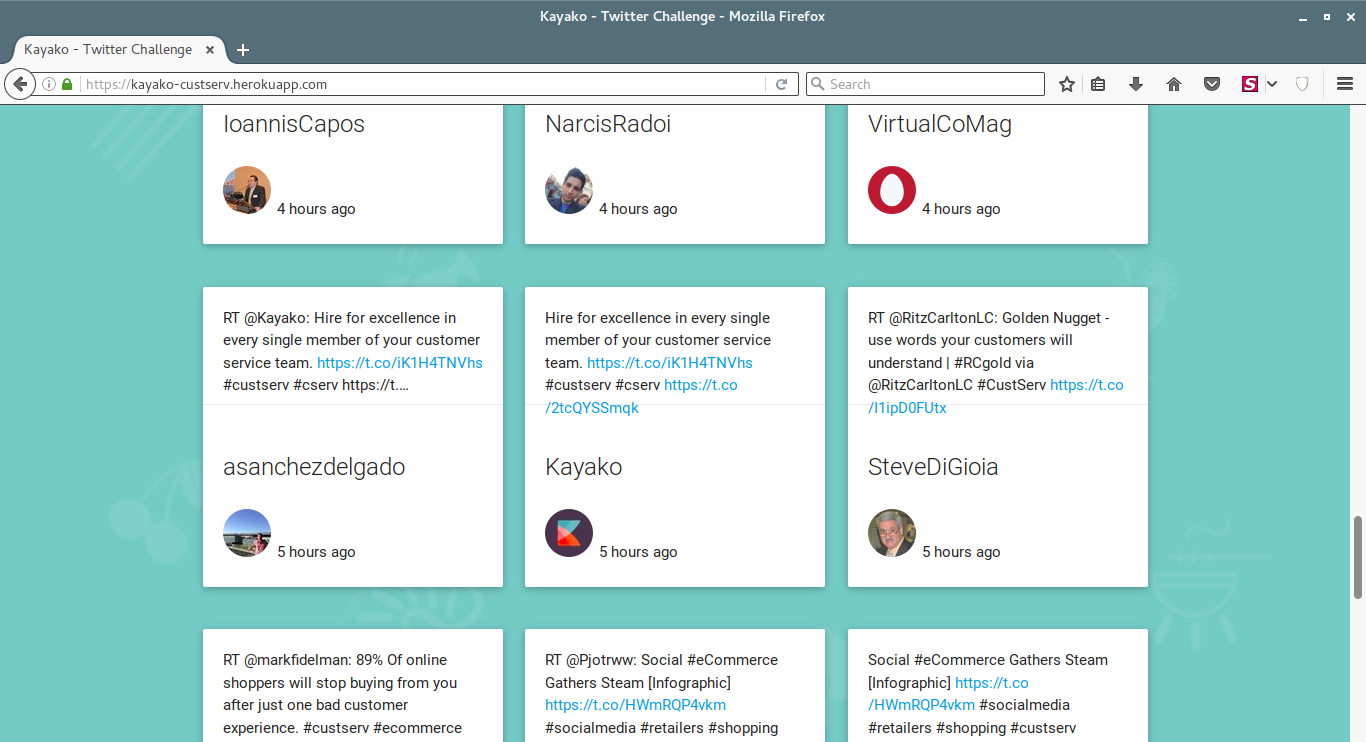 Kayako - Twitter Challenge - Mozilla Firefox
Kayako - Twitter Challenge
https://kayako-custserv.herokuapp.com
Search
S
IoannisCapos
4 hours ago
NarcisRadoi
4 hours ago
VirtualCoMag
4 hours ago
RT @Kayako: Hire for excellence in
every single member of your customer
service team. https://t.co/iK1H4TNVhs
#custserv #cserv https://t.…
asanchezdelgado
5 hours ago
Hire for excellence in every single
member of your customer service
team. https://t.co/iK1H4TNVhs
#custserv #cserv https://t.co
/2tcQYSSmqk
Kayako
5 hours ago
RT @RitzCarltonLC: Golden Nugget -
use words your customers will
understand | #RCgold via
@RitzCarltonLC #CustServ https://t.co
/I1ipD0FUtx
SteveDiGioia
5 hours ago
RT @markfidelman: 89% Of online
shoppers will stop buying from you
after just one bad customer
experience. #custserv #ecommerce
RT @Pjotrww: Social #eCommerce
Gathers Steam [Infographic]
https://t.co/HWmRQP4vkm
#socialmedia #retailers #shopping
Social #eCommerce Gathers Steam
[Infographic] https://t.co
/HWmRQP4vkm #socialmedia
#retailers #shopping #custserv